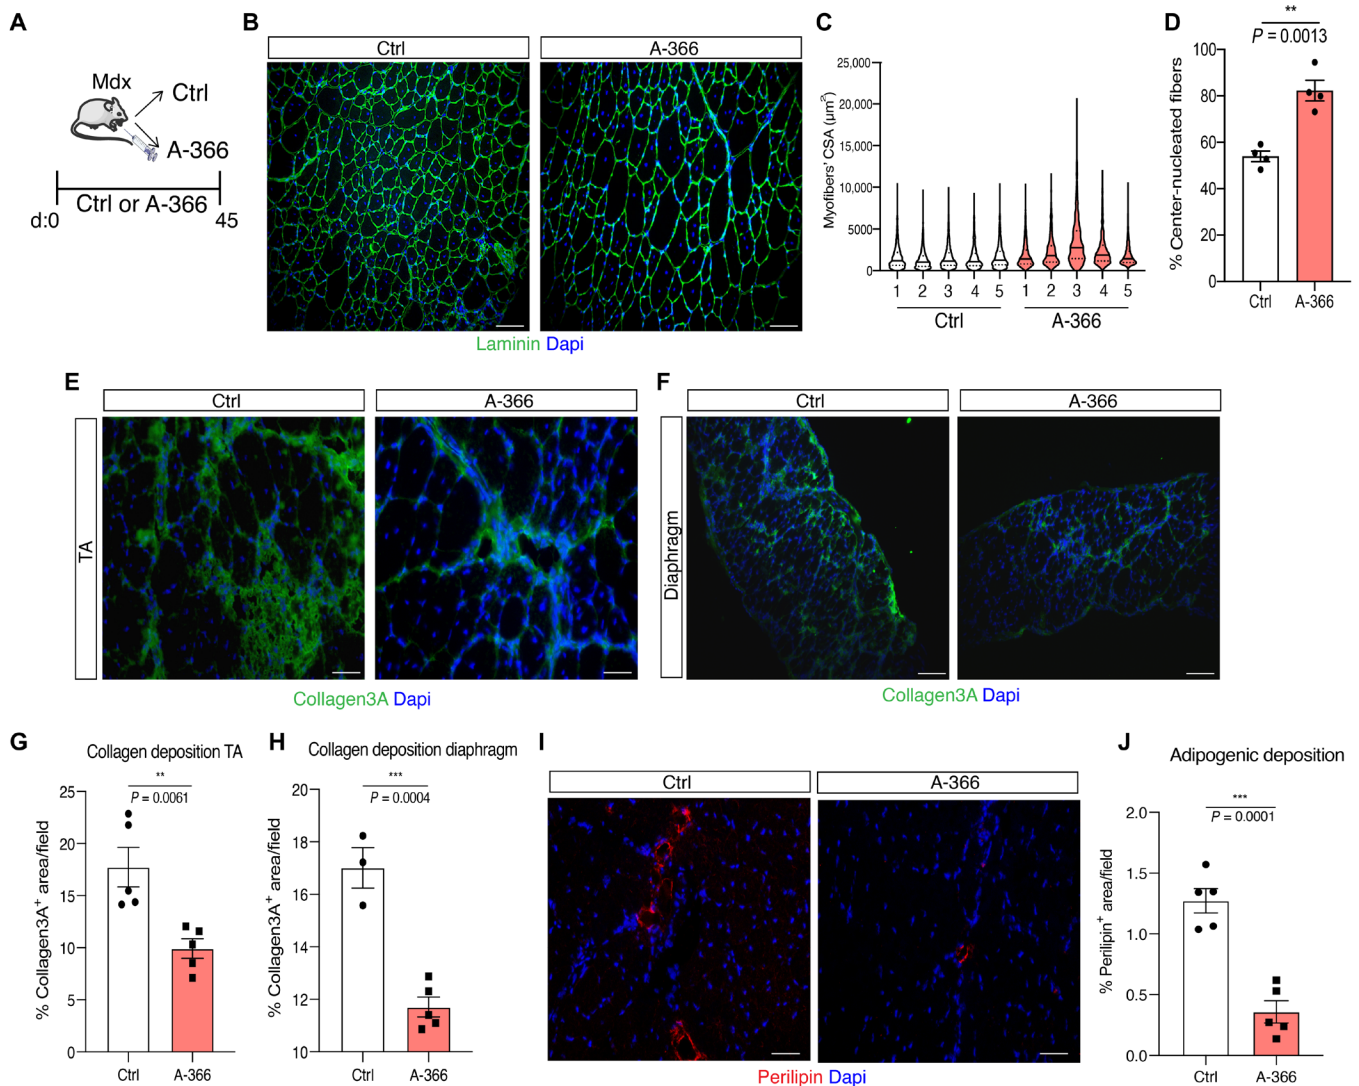 A
Mdx
Ctrl
A-366
Ctrl or A-366
d:0
45
B
Ctrl
A-366
Laminin Dapi
C
Myofibers' CSA (µm²)
25,000
20,000
15,000
10,000
5000
0
1 2 3 4 5 1 2 3 4 5
Ctrl
A-366
D
**
P = 0.0013
% Center-nucleated fibers
100
80
60
40
20
0
Ctrl
A-366
E
Ctrl
A-366
TA
Collagen3A Dapi
F
Ctrl
A-366
Diaphragm
Collagen3A Dapi
G
Collagen deposition TA
**
P = 0.0061
% Collagen3A⁺ area/field
25
20
15
10
5
0
Ctrl
A-366
H
Collagen deposition diaphragm
***
P = 0.0004
% Collagen3A⁺ area/field
20
18
16
14
12
10
Ctrl
A-366
I
Ctrl
A-366
Perilipin Dapi
J
Adipogenic deposition
***
P = 0.0001
% Perilipin⁺ area/field
2.0
1.5
1.0
0.5
0.0
Ctrl
A-366